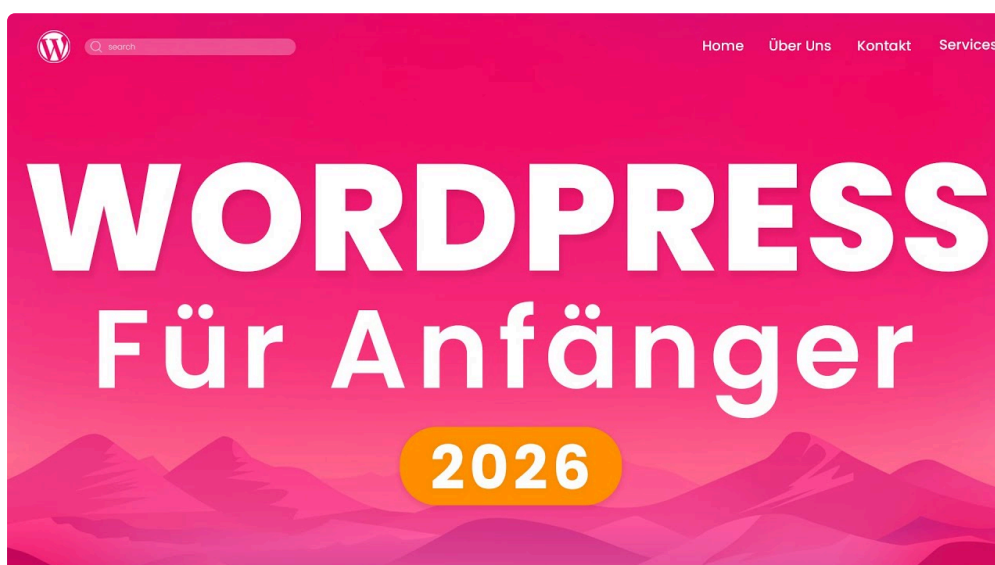 search
Home Über Uns Kontakt Services
WORDPRESS
Für Anfänger
2026